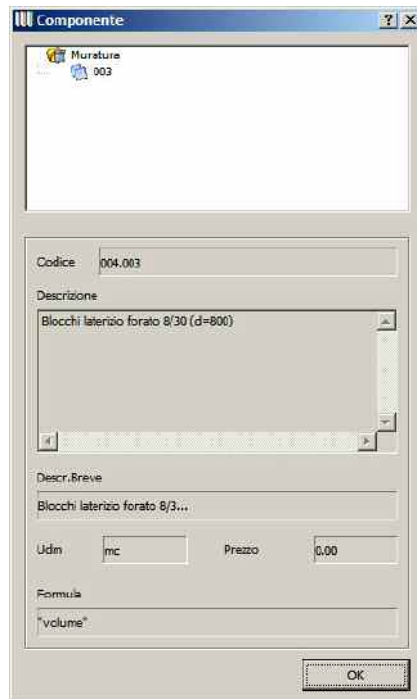 Componente
Muratura
003
Codice 004.003
Descrizione
Blocchi laterizio forato 8/30 (d=800)
Descr.Breve
Blocchi laterizio forato 8/3...
Udm mc Prezzo 0.00
Formula
"volume"
OK